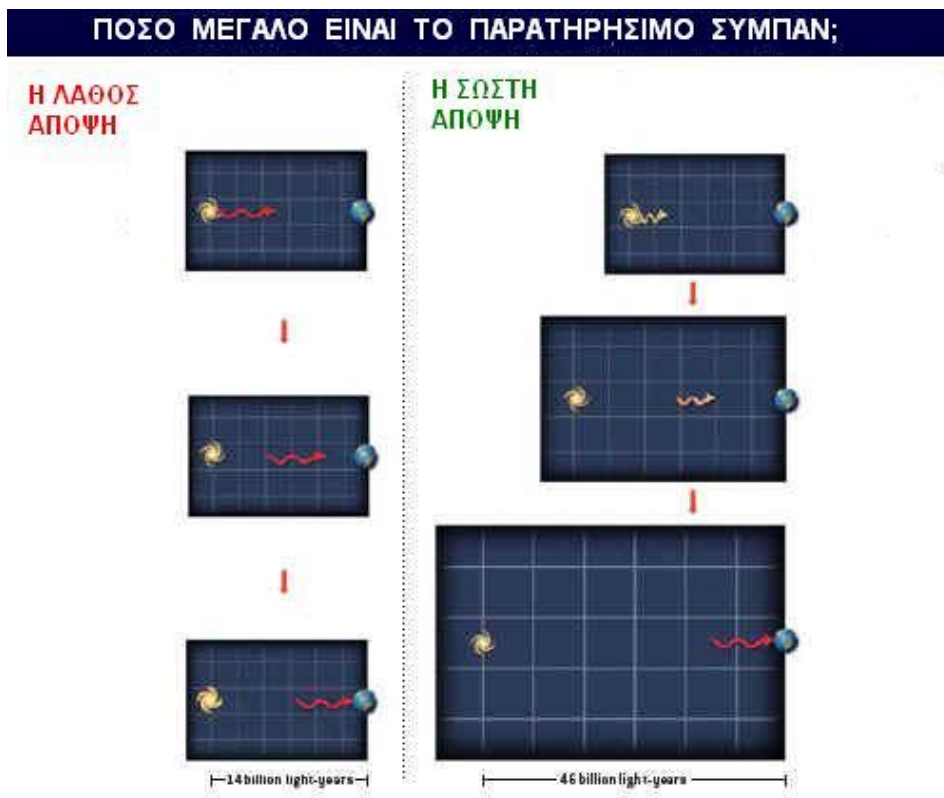 ΠΟΣΟ ΜΕΓΑΛΟ ΕΙΝΑΙ ΤΟ ΠΑΡΑΤΗΡΗΣΙΜΟ ΣΥΜΠΑΝ;
Η ΛΑΘΟΣ
ΑΠΟΨΗ
Η ΣΩΣΤΗ
ΑΠΟΨΗ
14 billion light-years
46 billion light-years